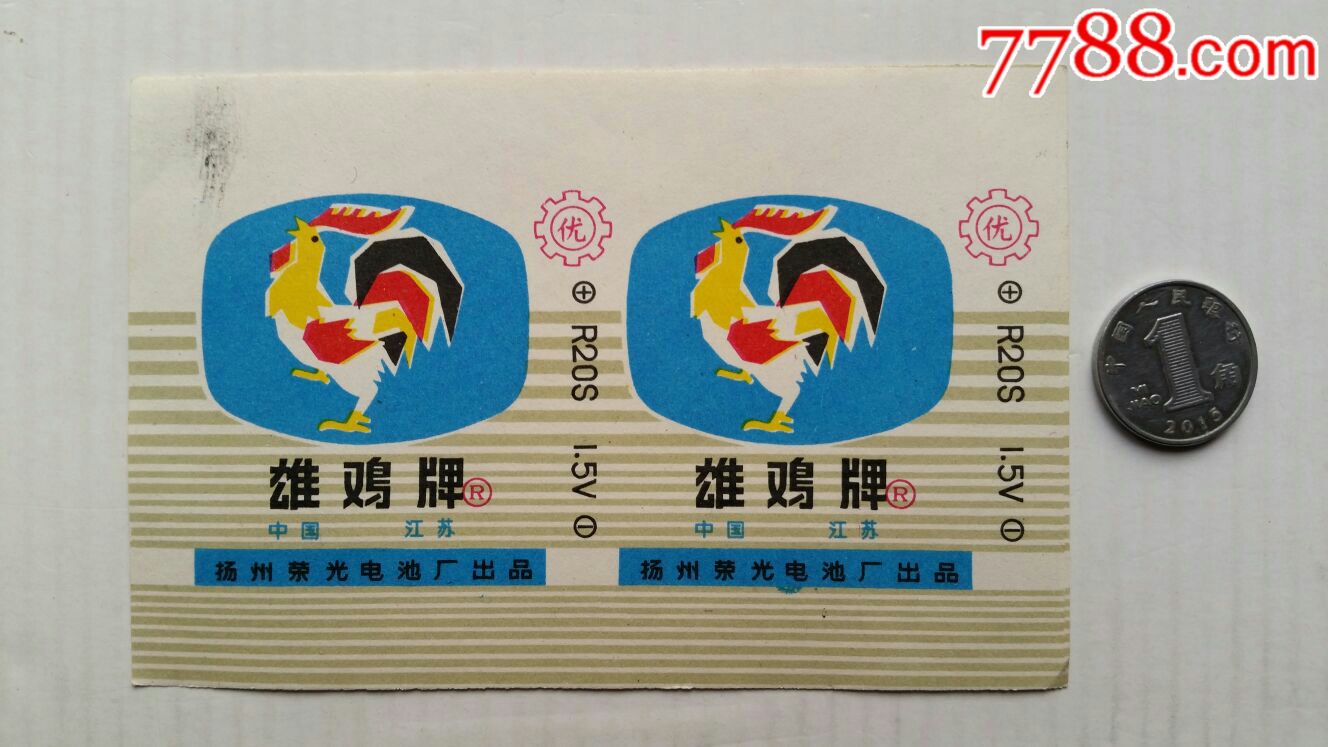 7788.com
优
⊕ R20S 1.5V ⊖
雄鸡牌®
中国 江苏
扬州荣光电池厂出品
优
⊕ R20S 1.5V ⊖
雄鸡牌®
中国 江苏
扬州荣光电池厂出品
中国人民银行
1角
YI JIAO
2015